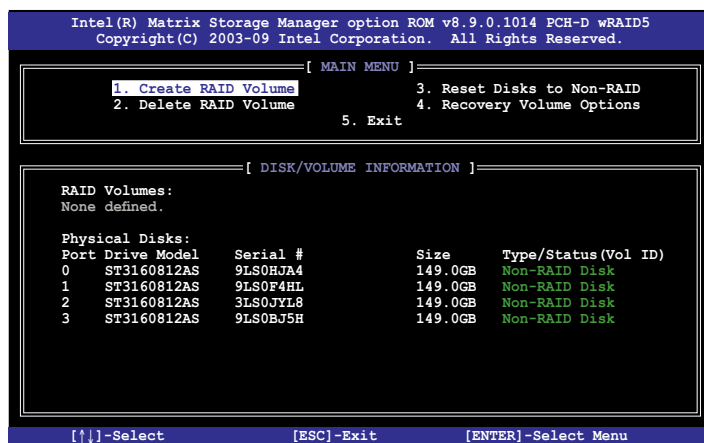 Intel(R) Matrix Storage Manager option ROM v8.9.0.1014 PCH-D wRAID5
Copyright(C) 2003-09 Intel Corporation. All Rights Reserved.
[ MAIN MENU ]
1. Create RAID Volume 3. Reset Disks to Non-RAID
2. Delete RAID Volume 4. Recovery Volume Options
5. Exit
[ DISK/VOLUME INFORMATION ]
RAID Volumes:
None defined.
Physical Disks:
Port Drive Model Serial # Size Type/Status(Vol ID)
0 ST3160812AS 9LS0HJA4 149.0GB Non-RAID Disk
1 ST3160812AS 9LS0F4HL 149.0GB Non-RAID Disk
2 ST3160812AS 3LS0JYL8 149.0GB Non-RAID Disk
3 ST3160812AS 9LS0BJ5H 149.0GB Non-RAID Disk
[↑↓]-Select [ESC]-Exit [ENTER]-Select Menu